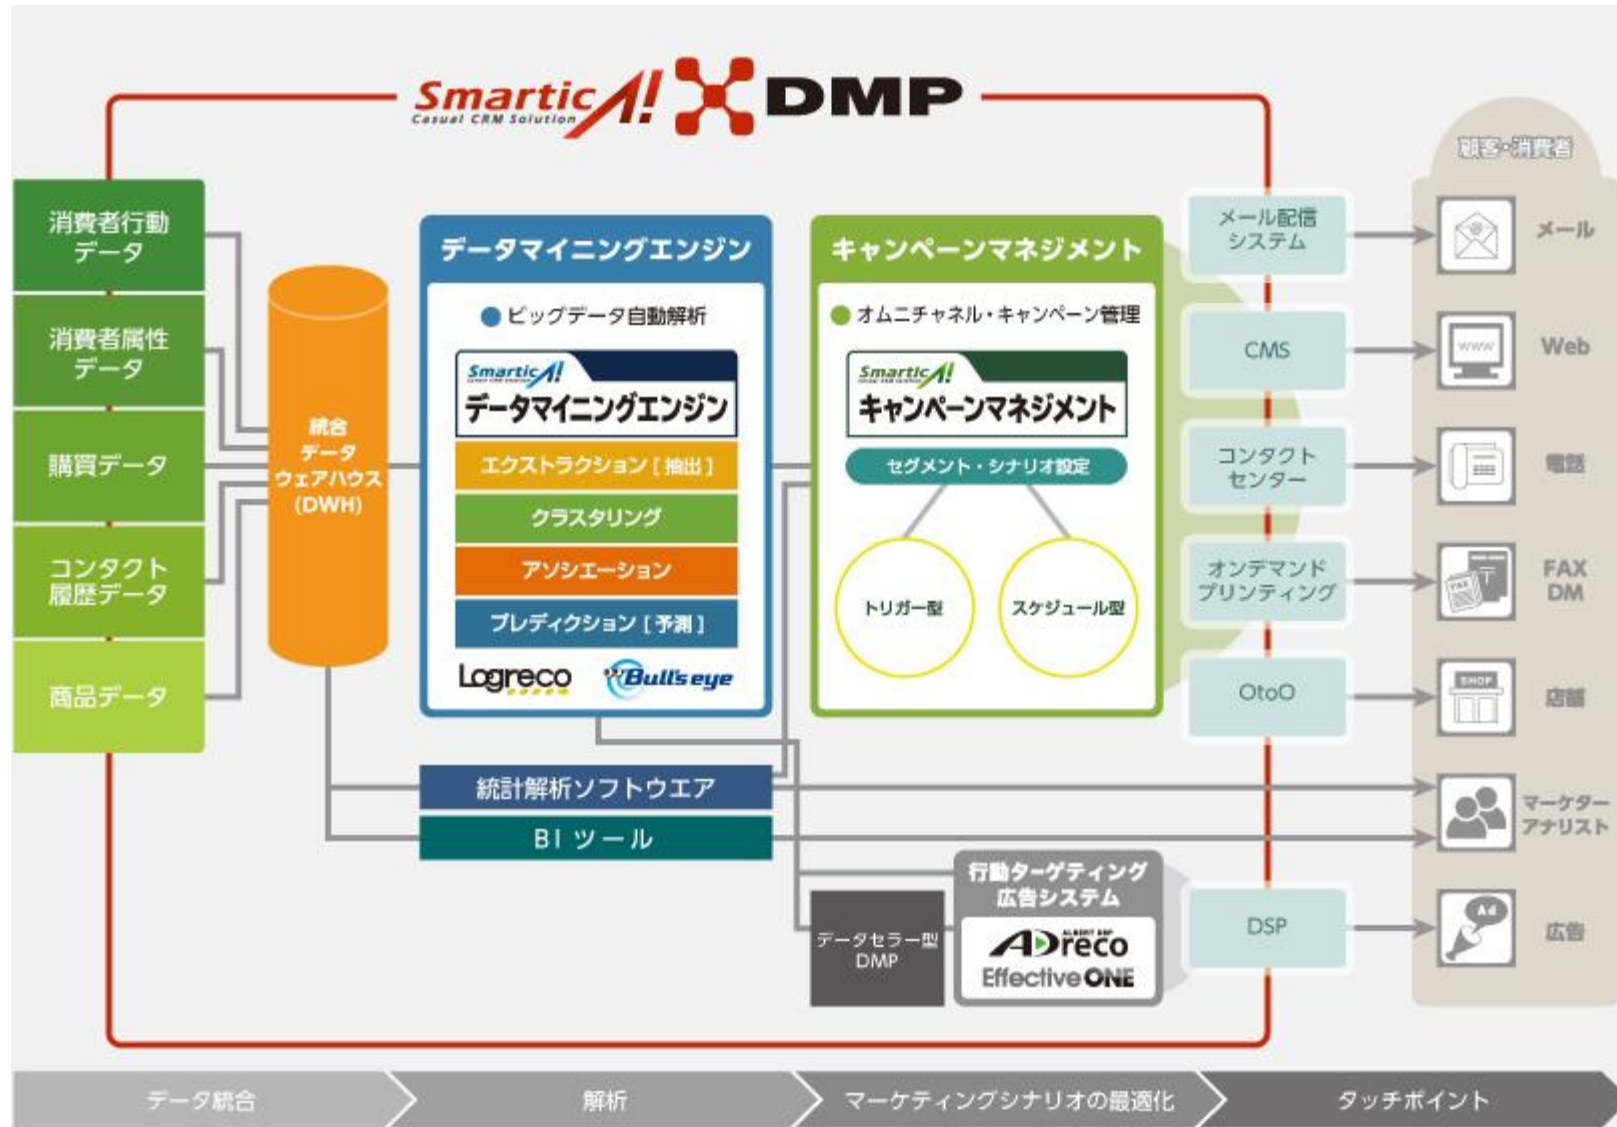 SmarticA! DMP
Casual CRM Solution
顧客・消費者
消費者行動
データ
消費者属性
データ
購買データ
コンタクト
履歴データ
商品データ
統合
データ
ウェアハウス
(DWH)
データマイニングエンジン
ビッグデータ自動解析
SmarticA!
データマイニングエンジン
エクストラクション [ 抽出 ]
クラスタリング
アソシエーション
プレディクション [ 予測 ]
Logreco Bull's eye
キャンペーンマネジメント
オムニチャネル・キャンペーン管理
SmarticA!
キャンペーンマネジメント
セグメント・シナリオ設定
トリガー型 スケジュール型
統計解析ソフトウエア
BI ツール
データセラー型
DMP
行動ターゲティング
広告システム
ALBERT DSP
ADreco
Effective ONE
メール配信
システム
CMS
コンタクト
センター
オンデマンド
プリンティング
OtoO
DSP
メール
WWW
Web
電話
FAX
FAX
DM
SHOP
店舗
マーケター
アナリスト
Ad
広告
データ統合 解析 マーケティングシナリオの最適化 タッチポイント